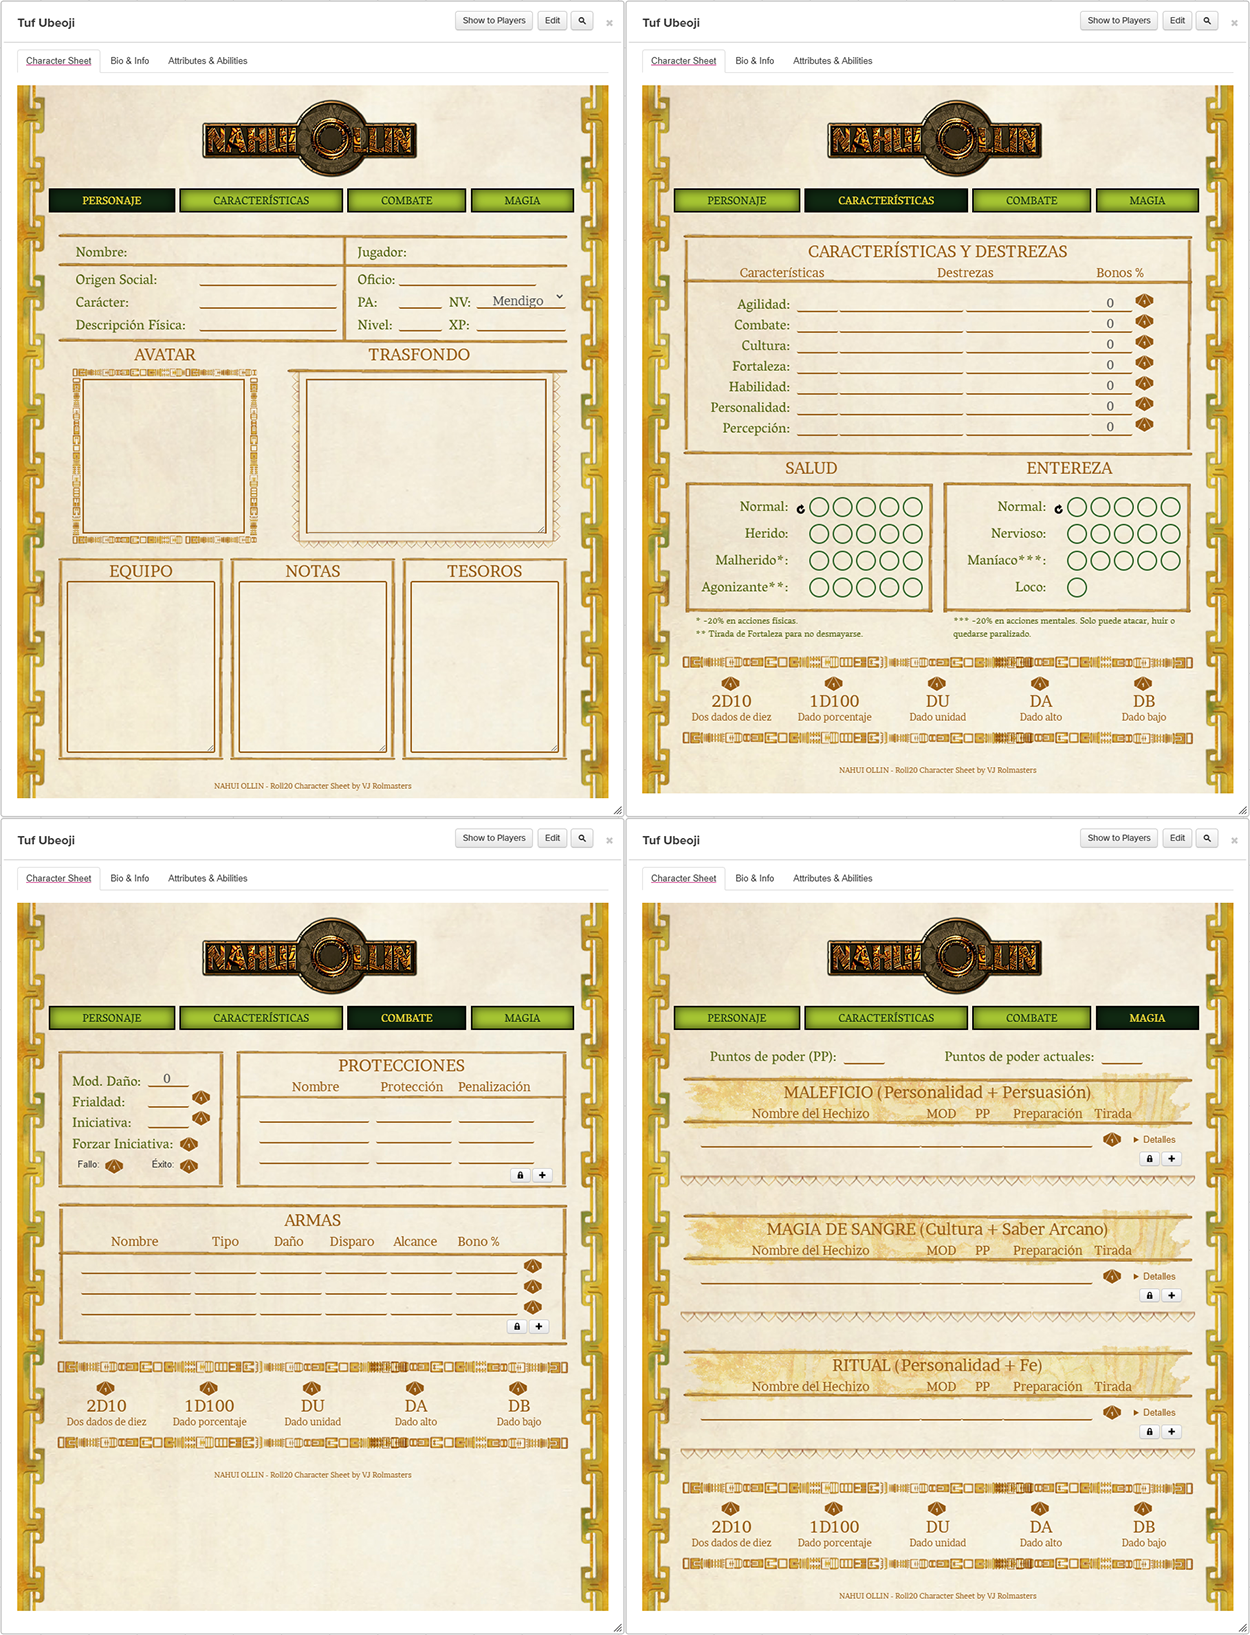 Tuf Ubeoji
Show to Players Edit
Character Sheet Bio & Info Attributes & Abilities
NAHUI OLLIN
PERSONAJE CARACTERÍSTICAS COMBATE MAGIA
Nombre: Jugador:
Origen Social: Oficio:
Carácter: PA: NV: Mendigo
Descripción Física: Nivel: XP:
AVATAR TRASFONDO
EQUIPO NOTAS TESOROS
NAHUI OLLIN - Roll20 Character Sheet by VJ Rolmasters
Tuf Ubeoji
Show to Players Edit
Character Sheet Bio & Info Attributes & Abilities
NAHUI OLLIN
PERSONAJE CARACTERÍSTICAS COMBATE MAGIA
CARACTERÍSTICAS Y DESTREZAS
Características Destrezas Bonos %
Agilidad: 0
Combate: 0
Cultura: 0
Fortaleza: 0
Habilidad: 0
Personalidad: 0
Percepción: 0
SALUD ENTEREZA
Normal: Normal:
Herido: Nervioso:
Malherido*: Maníaco***:
Agonizante**: Loco:
* -20% en acciones físicas.
** Tirada de Fortaleza para no desmayarse.
*** -20% en acciones mentales. Solo puede atacar, huir o
quedarse paralizado.
2D10 1D100 DU DA DB
Dos dados de diez Dado porcentaje Dado unidad Dado alto Dado bajo
NAHUI OLLIN - Roll20 Character Sheet by VJ Rolmasters
Tuf Ubeoji
Show to Players Edit
Character Sheet Bio & Info Attributes & Abilities
NAHUI OLLIN
PERSONAJE CARACTERÍSTICAS COMBATE MAGIA
Mod. Daño: 0
Frialdad:
Iniciativa:
Forzar Iniciativa:
Fallo: Éxito:
PROTECCIONES
Nombre Protección Penalización
ARMAS
Nombre Tipo Daño Disparo Alcance Bono %
2D10 1D100 DU DA DB
Dos dados de diez Dado porcentaje Dado unidad Dado alto Dado bajo
NAHUI OLLIN - Roll20 Character Sheet by VJ Rolmasters
Tuf Ubeoji
Show to Players Edit
Character Sheet Bio & Info Attributes & Abilities
NAHUI OLLIN
PERSONAJE CARACTERÍSTICAS COMBATE MAGIA
Puntos de poder (PP): Puntos de poder actuales:
MALEFICIO (Personalidad + Persuasión)
Nombre del Hechizo MOD PP Preparación Tirada
Detalles
MAGIA DE SANGRE (Cultura + Saber Arcano)
Nombre del Hechizo MOD PP Preparación Tirada
Detalles
RITUAL (Personalidad + Fe)
Nombre del Hechizo MOD PP Preparación Tirada
Detalles
2D10 1D100 DU DA DB
Dos dados de diez Dado porcentaje Dado unidad Dado alto Dado bajo
NAHUI OLLIN - Roll20 Character Sheet by VJ Rolmasters